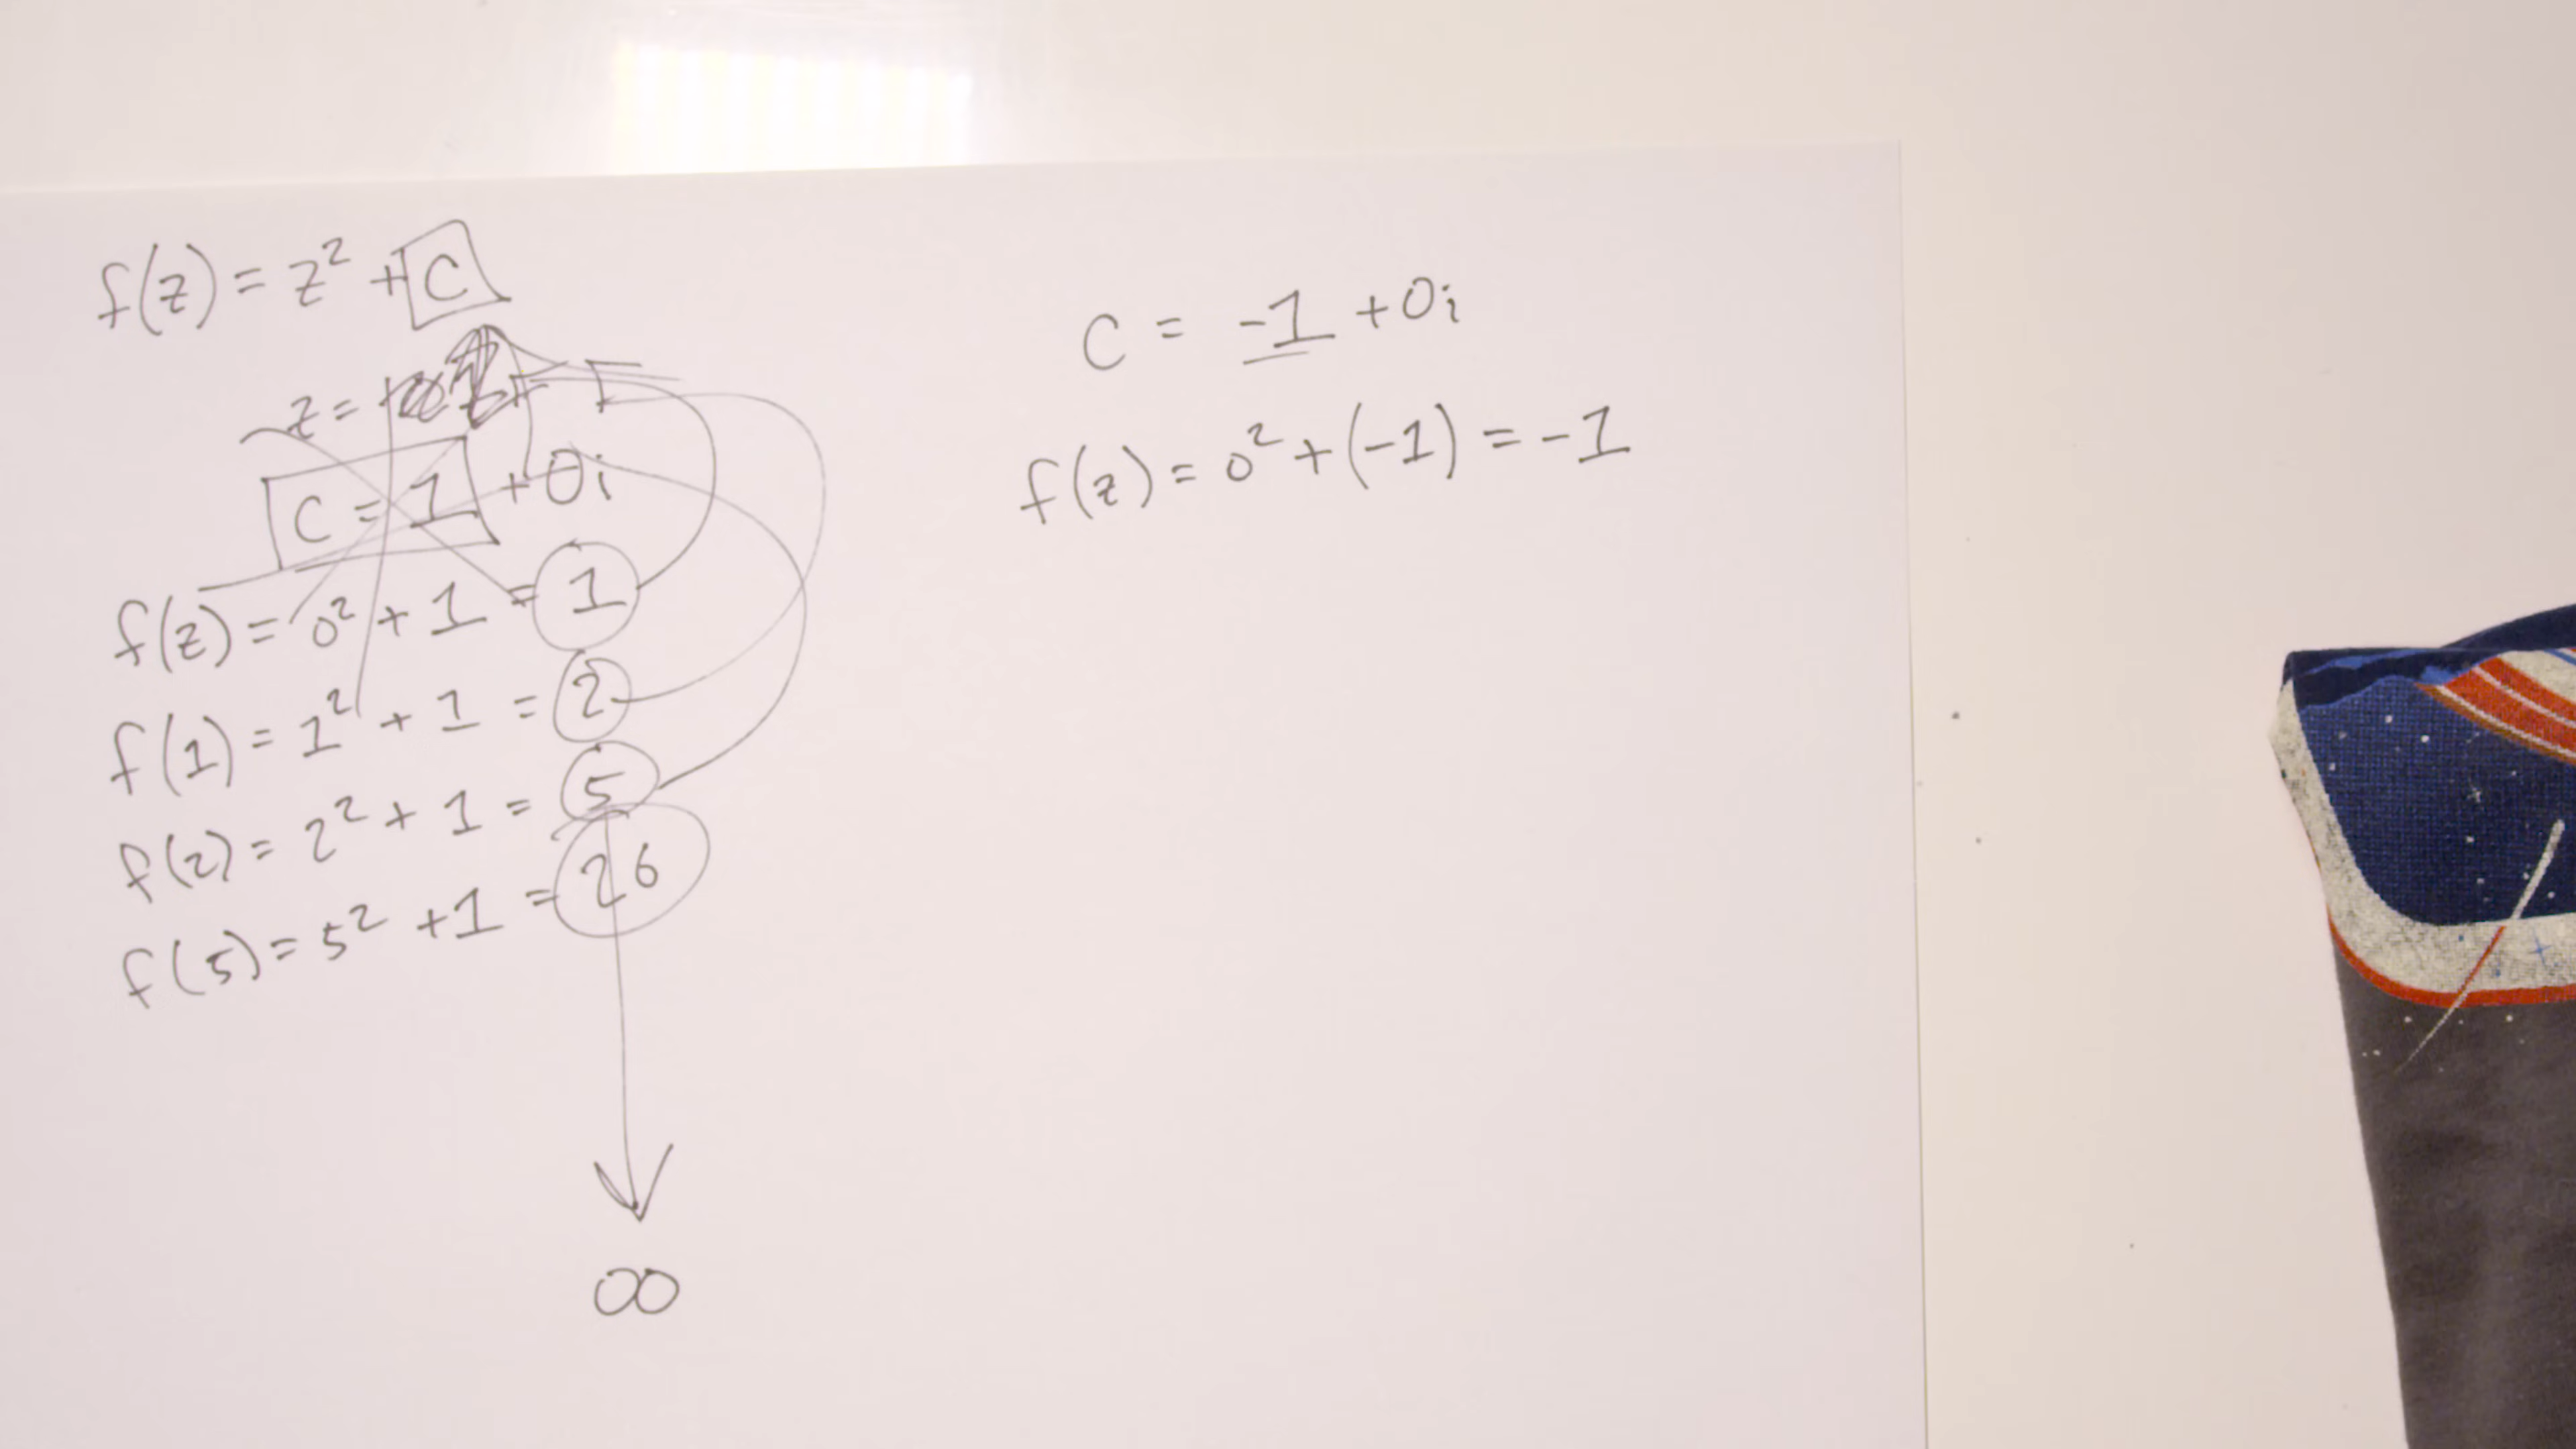 f(z) = z² + C
z =
C = 1 + 0i
f(z) = 0² + 1 = 1
f(1) = 1² + 1 = 2
f(2) = 2² + 1 = 5
f(5) = 5² + 1 = 26
∞
C = -1 + 0i
f(z) = 0² + (-1) = -1